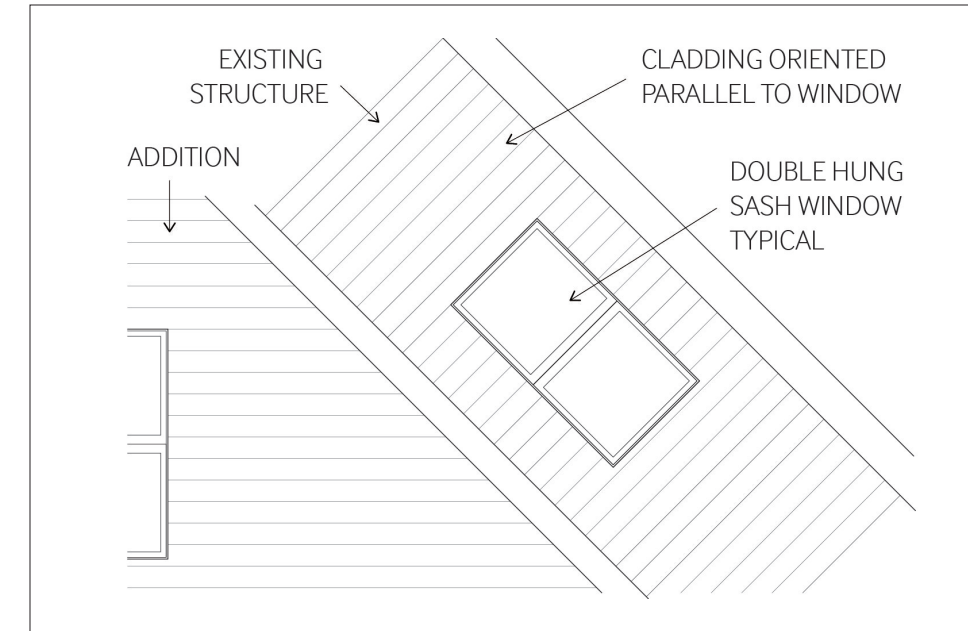 EXISTING
STRUCTURE
CLADDING ORIENTED
PARALLEL TO WINDOW
ADDITION
DOUBLE HUNG
SASH WINDOW
TYPICAL